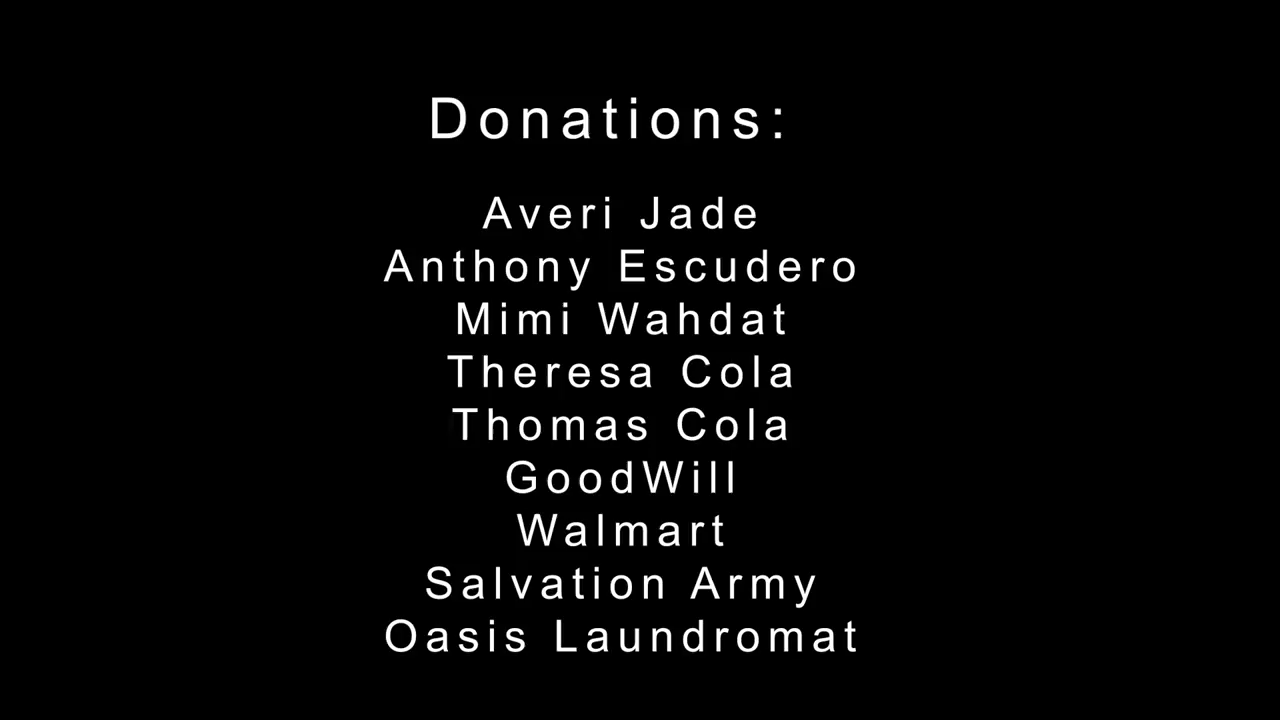 Donations:
Averi Jade
Anthony Escudero
Mimi Wahdat
Theresa Cola
Thomas Cola
GoodWill
Walmart
Salvation Army
Oasis Laundromat